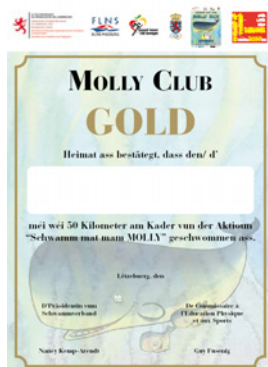 FLNS
MOLLY CLUB
GOLD
Heimat ass bestätegt, dass den/ d'
méi wéi 50 Kilometer am Kader vun der Aktioun
"Schwamm mat mam MOLLY" geschwommen ass.
Lëtzebuerg, den
D'Präsidentin vum
Schwammverband
De Commissaire à
l'Education Physique
et aux Sports
Nancy Kemp-Arendt
Guy Fusenig